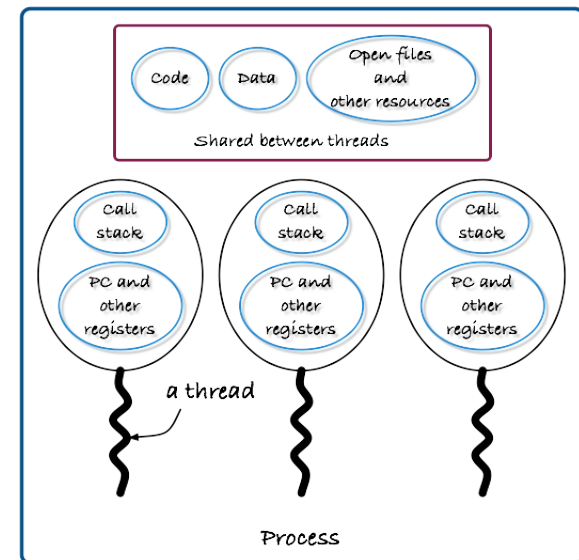 Code
Data
Open files
and
other resources
Shared between threads
Call
stack
PC and
other
registers
Call
stack
PC and
other
registers
Call
stack
PC and
other
registers
a thread
Process